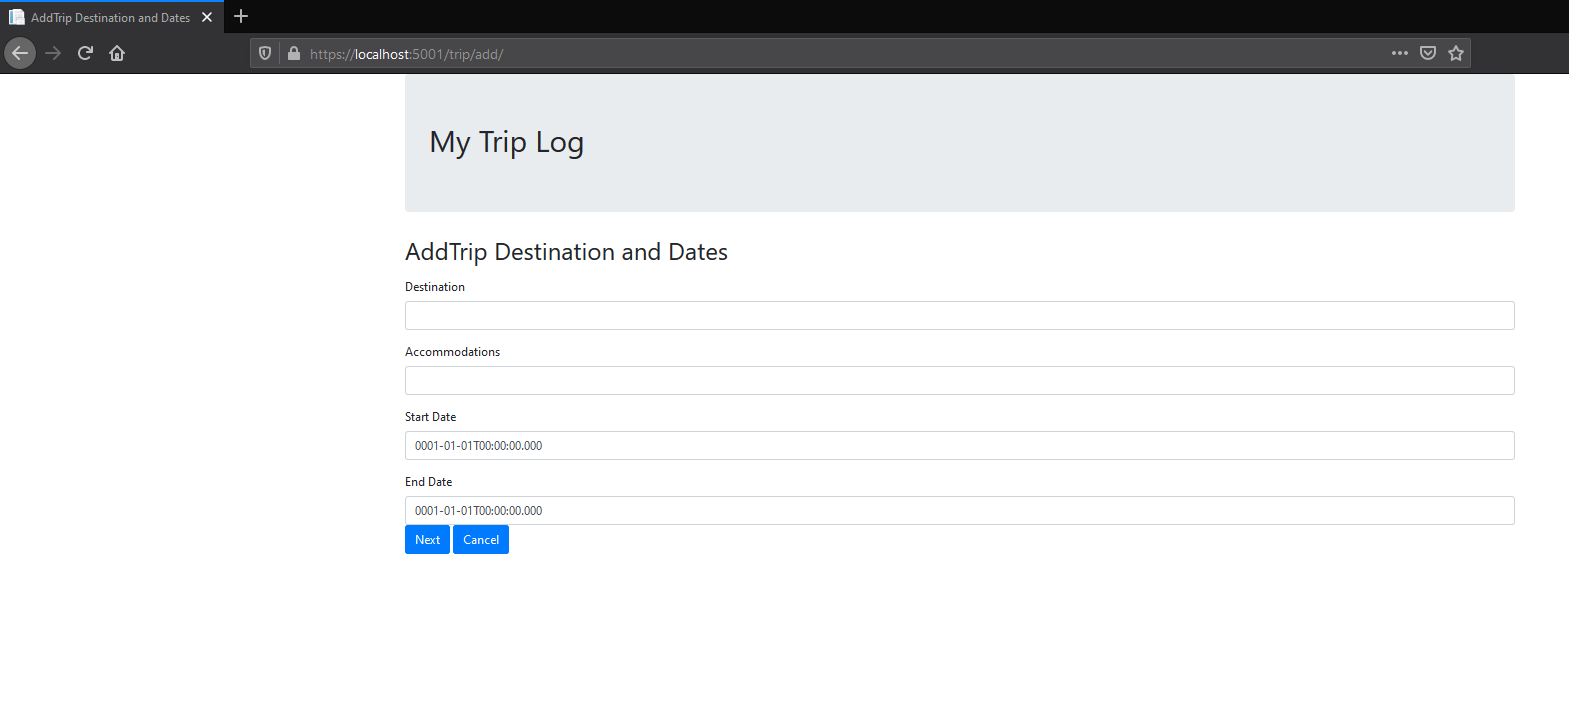 AddTrip Destination and Dates
https://localhost:5001/trip/add/
My Trip Log
AddTrip Destination and Dates
Destination
Accommodations
Start Date
0001-01-01T00:00:00.000
End Date
0001-01-01T00:00:00.000
Next Cancel